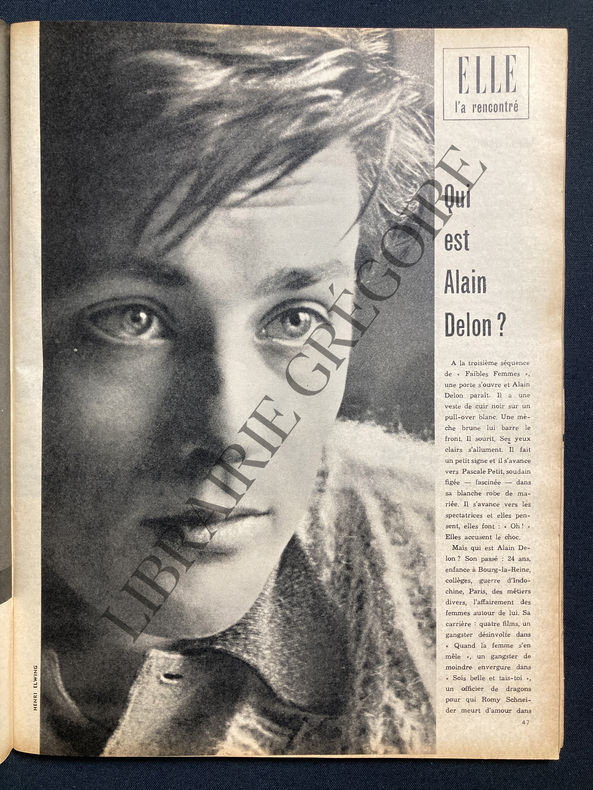 ELLE
l'a rencontré
Qui
est
Alain
Delon ?
A la troisième séquence
de « Faibles Femmes »,
une porte s'ouvre et Alain
Delon paraît. Il a une
veste de cuir noir sur un
pull-over blanc. Une mè-
che brune lui barre le
front. Il sourit. Ses yeux
clairs s'allument. Il fait
un petit signe et il s'avance
vers Pascale Petit, soudain
figée — fascinée — dans
sa blanche robe de ma-
riée. Il s'avance vers les
spectatrices et elles pen-
sent, elles font : « Oh ! »
Elles accusent le choc.
Mais qui est Alain De-
lon ? Son passé : 24 ans,
enfance à Bourg-la-Reine,
collèges, guerre d'Indo-
chine, Paris, des métiers
divers, l'affairement des
femmes autour de lui. Sa
carrière : quatre films, un
gangster désinvolte dans
« Quand la femme s'en
mêle », un gangster de
moindre envergure dans
« Sois belle et tais-toi »,
un officier de dragons
pour qui Romy Schnei-
der meurt d'amour dans
47
HENRI ELWING
LIBRAIRIE GRÉGOIRE